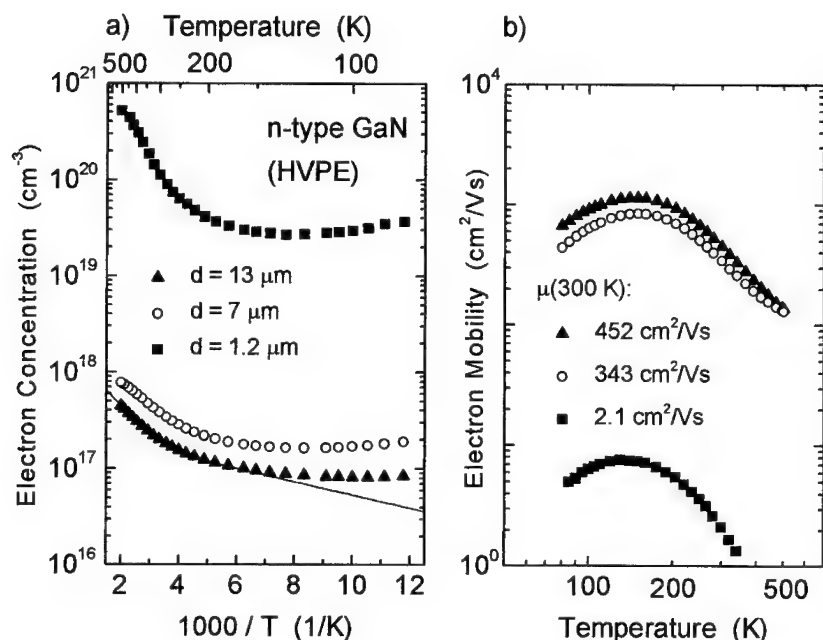 a)
Temperature (K)
500 200 100
10^21
10^20
10^19
10^18
10^17
10^16
Electron Concentration (cm^-3)
n-type GaN
(HVPE)
d = 13 μm
d = 7 μm
d = 1.2 μm
2 4 6 8 10 12
1000 / T (1/K)
b)
10^4
10^0
Electron Mobility (cm^2/Vs)
μ(300 K):
452 cm^2/Vs
343 cm^2/Vs
2.1 cm^2/Vs
100 200 500
Temperature (K)